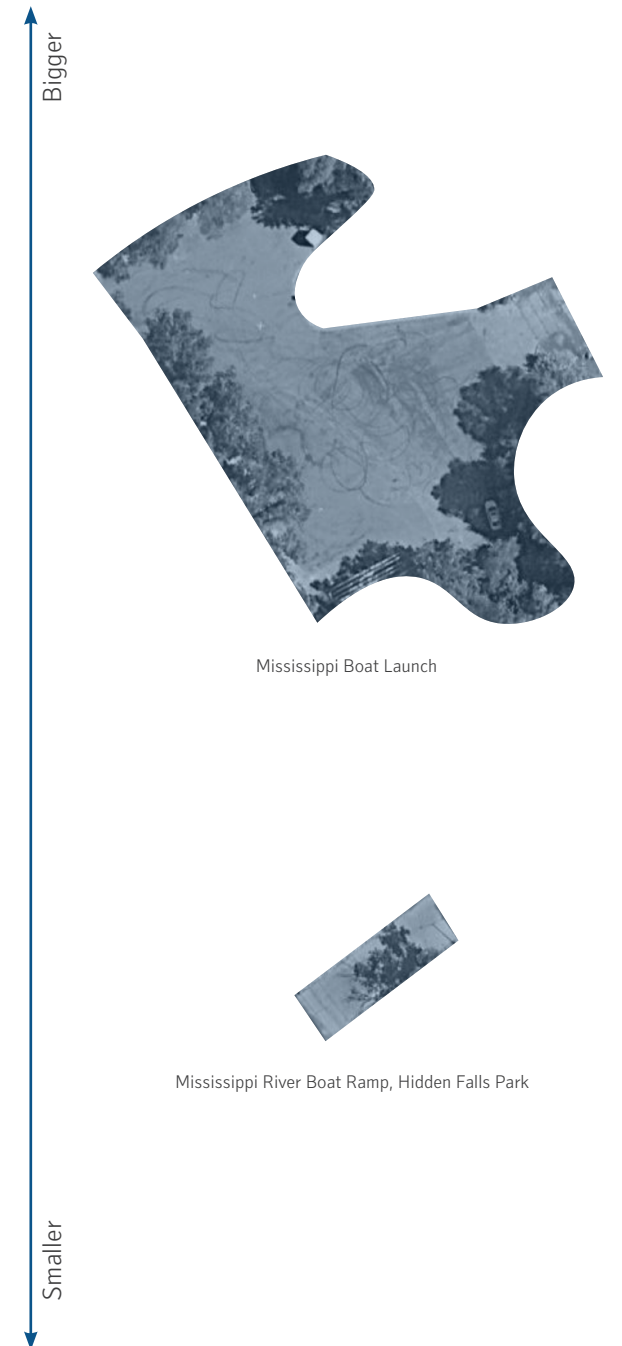 Bigger
Mississippi Boat Launch
Mississippi River Boat Ramp, Hidden Falls Park
Smaller